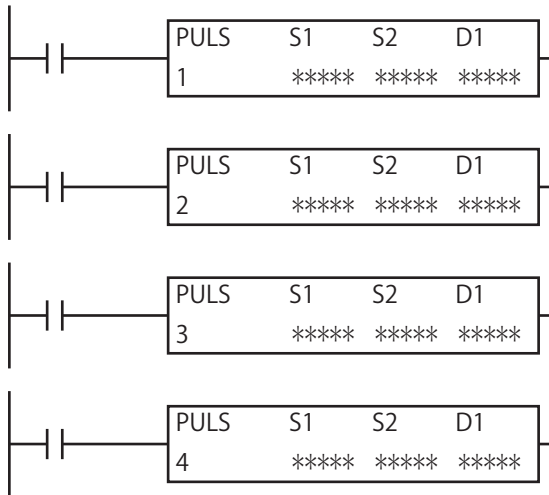 PULS S1 S2 D1
1 ***** ***** *****
PULS S1 S2 D1
2 ***** ***** *****
PULS S1 S2 D1
3 ***** ***** *****
PULS S1 S2 D1
4 ***** ***** *****